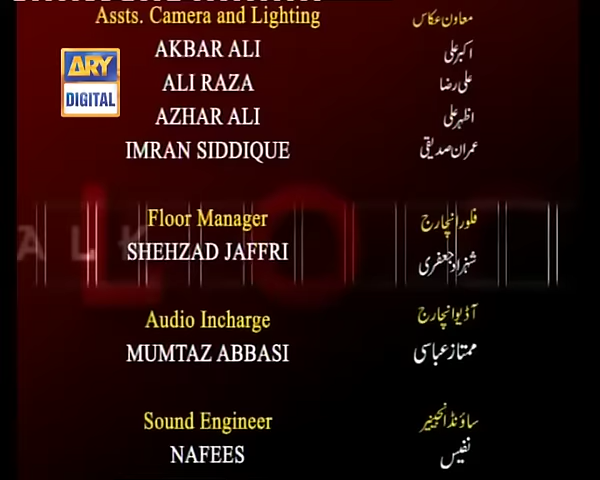 Assts. Camera and Lighting معاون عکاس
AKBAR ALI اکبر علی
ARY
DIGITAL
ALI RAZA علی رضا
AZHAR ALI اظہر علی
IMRAN SIDDIQUE عمران صدیقی
Floor Manager فلور انچارج
SHEHZAD JAFFRI شہزاد جعفری
Audio Incharge آڈیو انچارج
MUMTAZ ABBASI ممتاز عباسی
Sound Engineer ساؤنڈ انجینیر
NAFEES نفیس